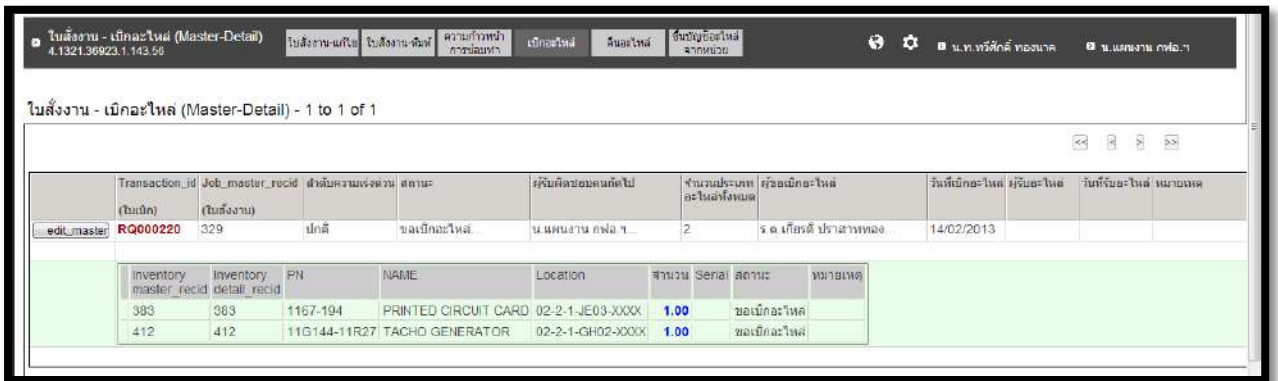 ใบสั่งงาน - เบิกอะไหล่ (Master-Detail)
4.1321.36923.1.143.56
ใบสั่งงาน-แก้ไข ใบสั่งงาน-พิมพ์ ความก้าวหน้าการซ่อมทำ เบิกอะไหล่ คืนอะไหล่ ขึ้นบัญชีอะไหล่จากหน่วย
น.ท.ทวีศักดิ์ ทองนาค น.แผนงาน กฟอ.ฯ
ใบสั่งงาน - เบิกอะไหล่ (Master-Detail) - 1 to 1 of 1
<< < > >>
Transaction_id Job_master_recid ลำดับความเร่งด่วน สถานะ ผู้รับผิดชอบคนถัดไป จำนวนประเภทอะไหล่ทั้งหมด ผู้ขอเบิกอะไหล่ วันที่เบิกอะไหล่ ผู้รับอะไหล่ วันที่รับอะไหล่ หมายเหตุ
(ใบเบิก) (ใบสั่งงาน)
edit_master RQ000220 329 ปกติ ขอเบิกอะไหล่... น.แผนงาน กฟอ.ฯ... 2 ร.ต.เกียรติ ปราสาททอง... 14/02/2013
Inventory master_recid Inventory detail_recid PN NAME Location จำนวน Serial สถานะ หมายเหตุ
383 383 1167-194 PRINTED CIRCUIT CARD 02-2-1-JE03-XXXX 1.00 ขอเบิกอะไหล่
412 412 11G144-11R27 TACHO GENERATOR 02-2-1-GH02-XXXX 1.00 ขอเบิกอะไหล่